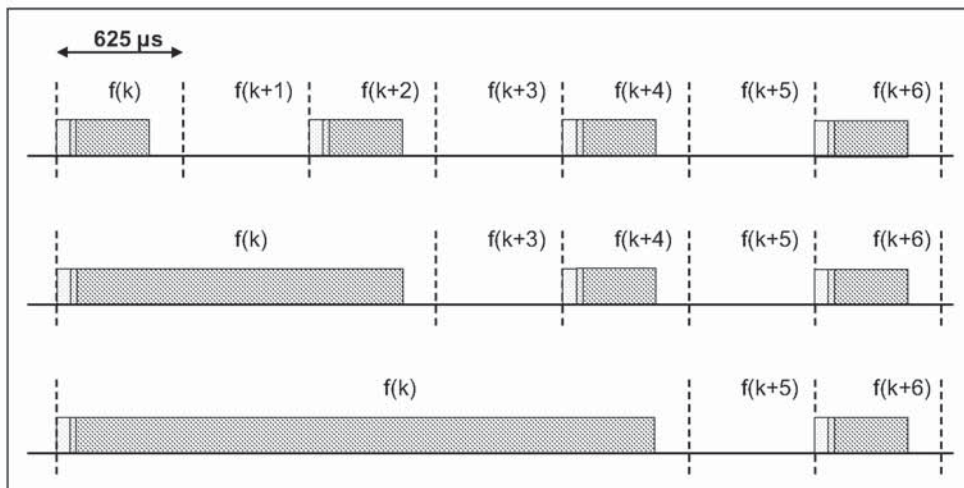 625 µs
f(k) f(k+1) f(k+2) f(k+3) f(k+4) f(k+5) f(k+6)
f(k) f(k+3) f(k+4) f(k+5) f(k+6)
f(k) f(k+5) f(k+6)